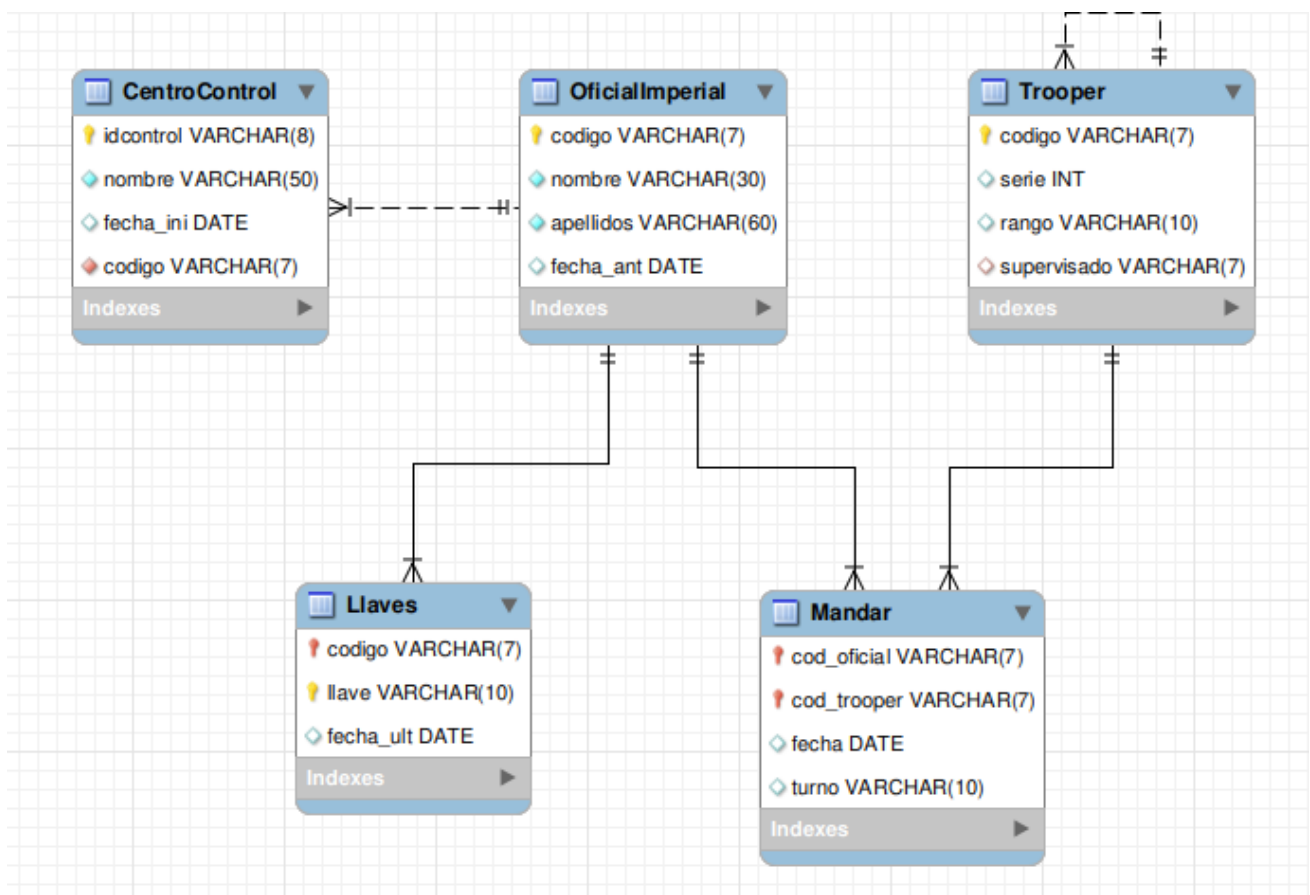 CentroControl
idcontrol VARCHAR(8)
nombre VARCHAR(50)
fecha_ini DATE
codigo VARCHAR(7)
Indexes
OficialImperial
codigo VARCHAR(7)
nombre VARCHAR(30)
apellidos VARCHAR(60)
fecha_ant DATE
Indexes
Trooper
codigo VARCHAR(7)
serie INT
rango VARCHAR(10)
supervisado VARCHAR(7)
Indexes
Llaves
codigo VARCHAR(7)
llave VARCHAR(10)
fecha_ult DATE
Indexes
Mandar
cod_oficial VARCHAR(7)
cod_trooper VARCHAR(7)
fecha DATE
turno VARCHAR(10)
Indexes